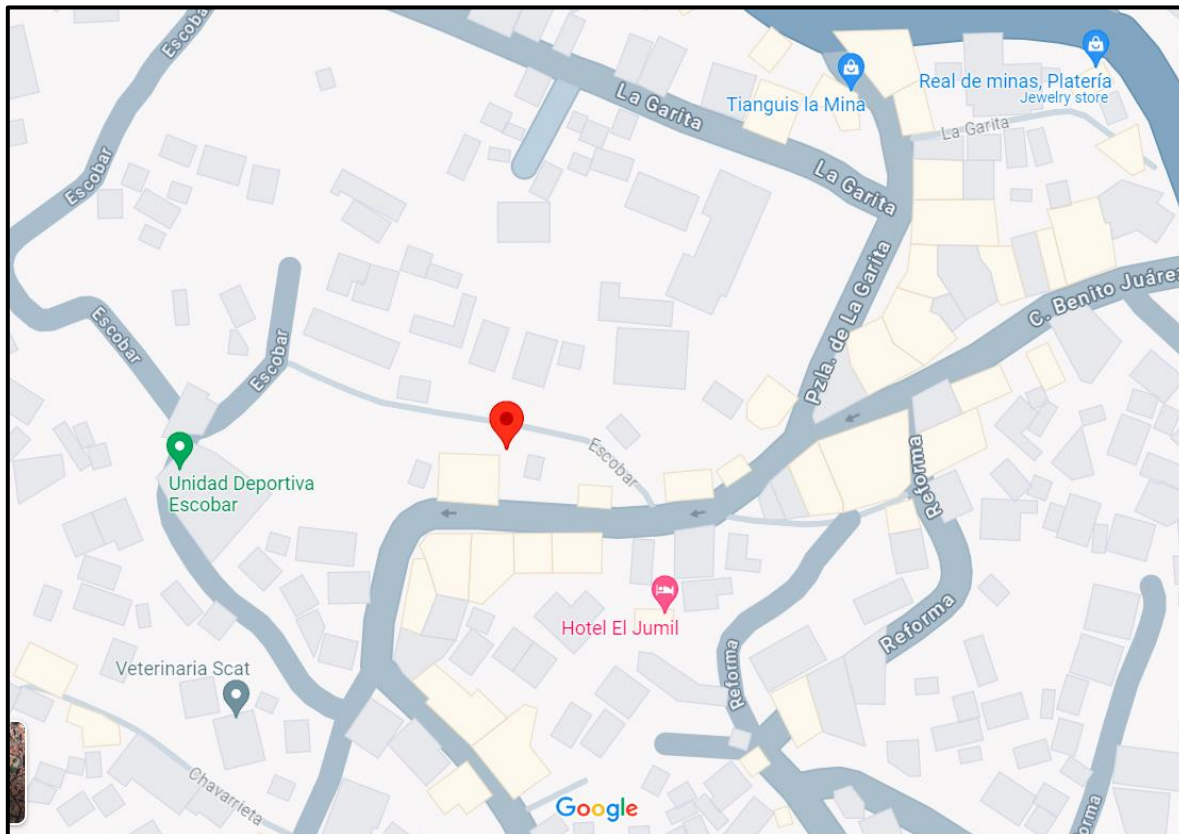 Escobar
La Garita
Tianguis la Mina
Real de minas, Platería
Jewelry store
La Garita
Escobar
La Garita
Pzla. de La Garita
C. Benito Juárez
Escobar
Escobar
Escobar
Reforma
Unidad Deportiva
Escobar
Hotel El Jumil
Reforma
Reforma
Veterinaria Scat
Chavarrieta
Google